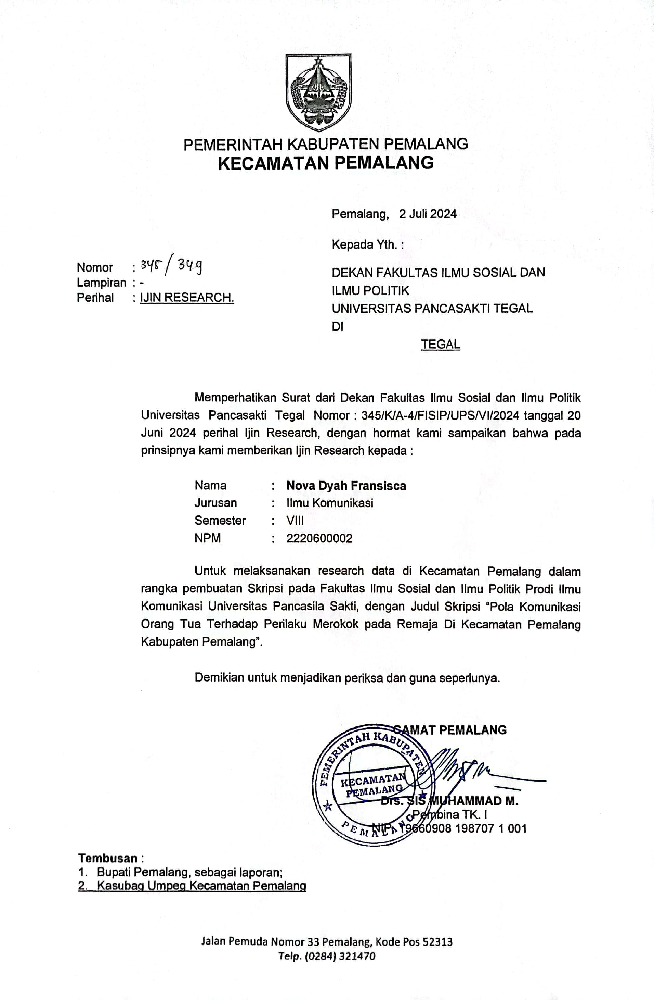 PEMALANG
PEMERINTAH KABUPATEN PEMALANG
KECAMATAN PEMALANG
Pemalang, 2 Juli 2024
Kepada Yth. :
Nomor : 345/349
Lampiran : -
Perihal : IJIN RESEARCH.
DEKAN FAKULTAS ILMU SOSIAL DAN
ILMU POLITIK
UNIVERSITAS PANCASAKTI TEGAL
DI
TEGAL
Memperhatikan Surat dari Dekan Fakultas Ilmu Sosial dan Ilmu Politik
Universitas Pancasakti Tegal Nomor : 345/K/A-4/FISIP/UPS/VI/2024 tanggal 20
Juni 2024 perihal Ijin Research, dengan hormat kami sampaikan bahwa pada
prinsipnya kami memberikan Ijin Research kepada :
Nama : Nova Dyah Fransisca
Jurusan : Ilmu Komunikasi
Semester : VIII
NPM : 2220600002
Untuk melaksanakan research data di Kecamatan Pemalang dalam
rangka pembuatan Skripsi pada Fakultas Ilmu Sosial dan Ilmu Politik Prodi Ilmu
Komunikasi Universitas Pancasila Sakti, dengan Judul Skripsi “Pola Komunikasi
Orang Tua Terhadap Perilaku Merokok pada Remaja Di Kecamatan Pemalang
Kabupaten Pemalang”.
Demikian untuk menjadikan periksa dan guna seperlunya.
CAMAT PEMALANG
PEMERINTAH KABUPATEN
KECAMATAN
PEMALANG
PEMALANG
Drs. SIS MUHAMMAD M.
Pembina TK. I
NIP. 19660908 198707 1 001
Tembusan :
1. Bupati Pemalang, sebagai laporan;
2. Kasubag Umpeg Kecamatan Pemalang
Jalan Pemuda Nomor 33 Pemalang, Kode Pos 52313
Telp. (0284) 321470